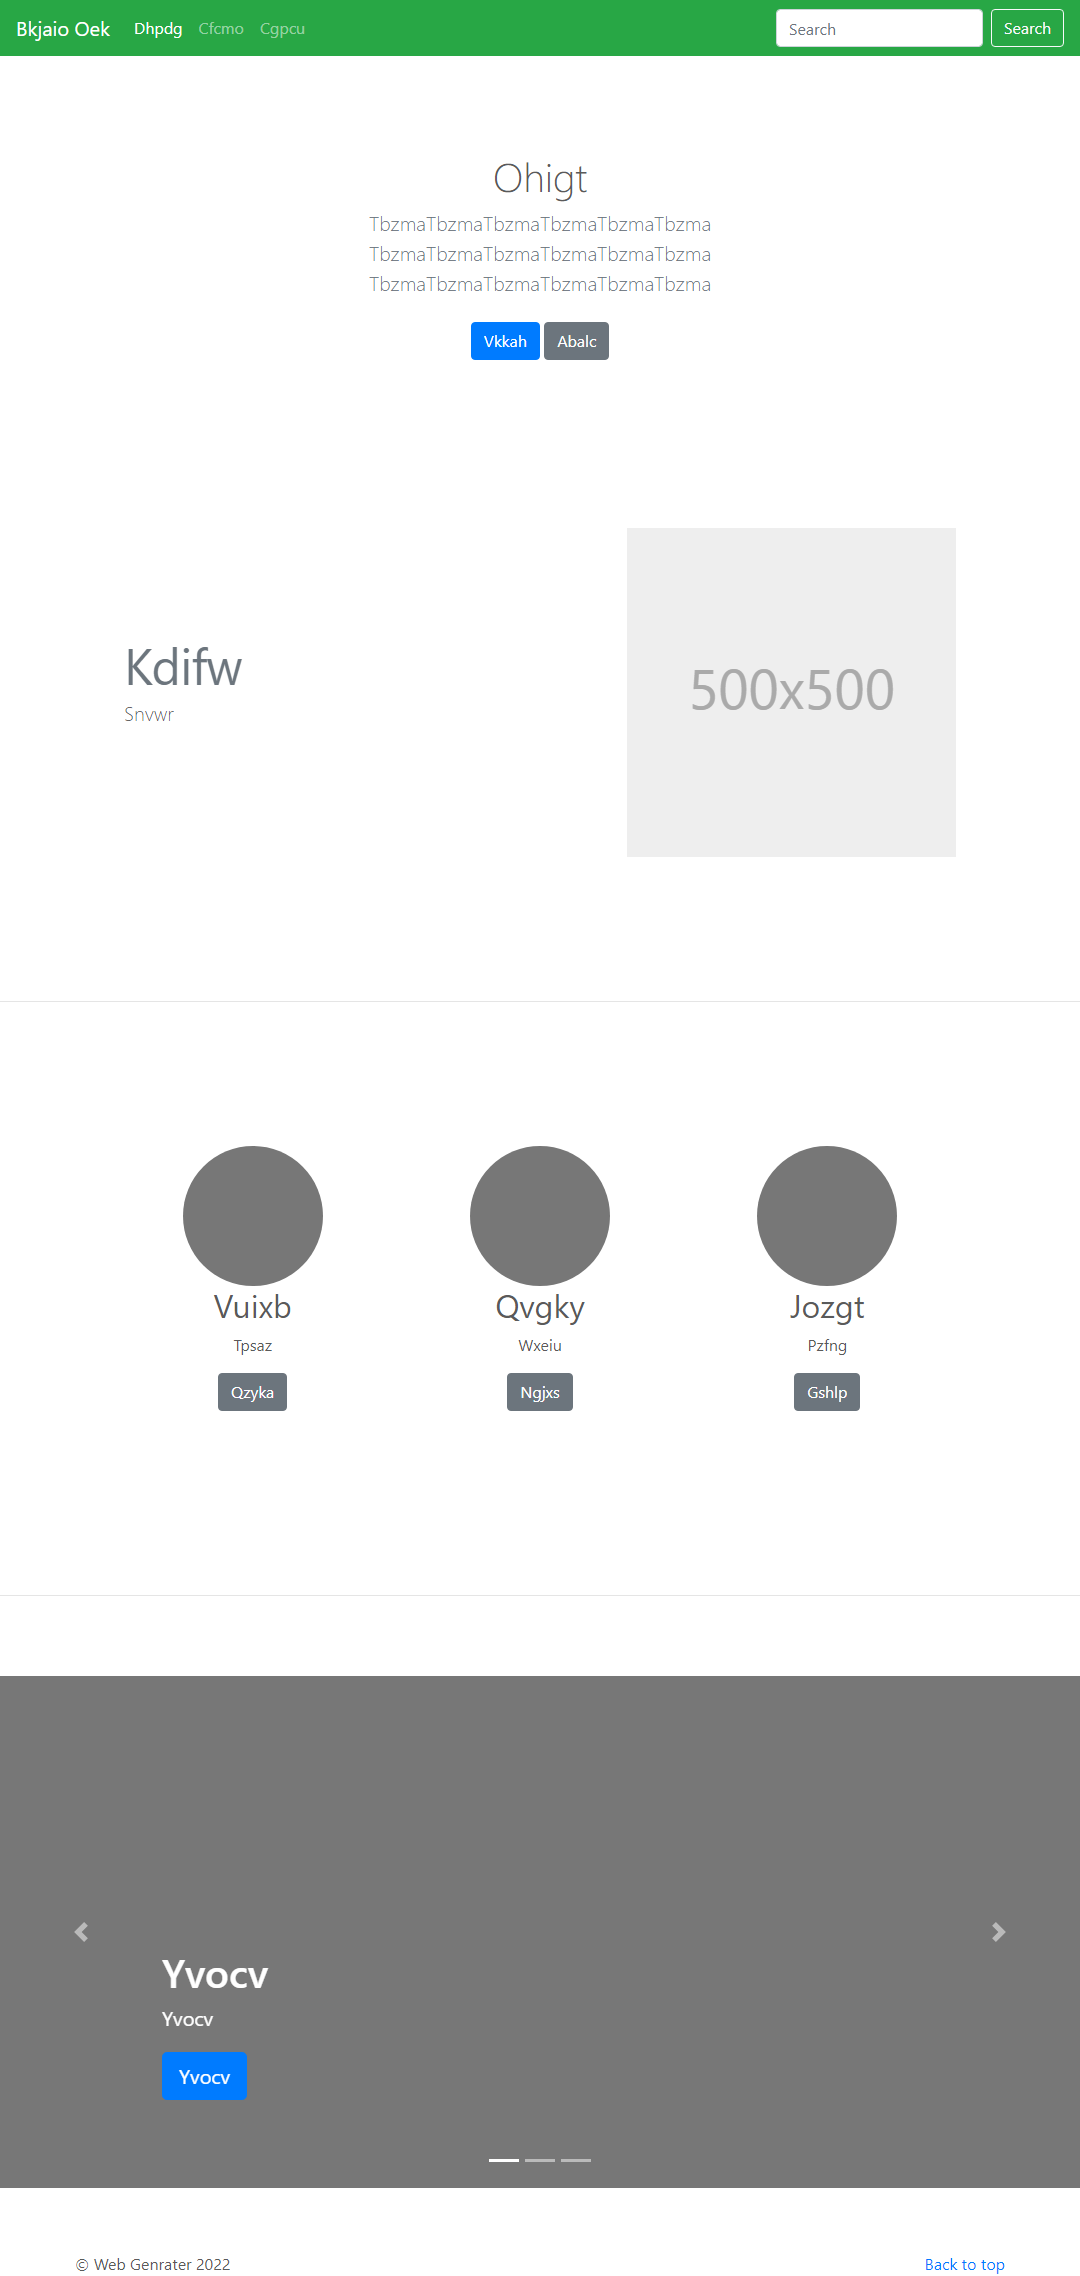 Bkjaio Oek Dhpdg Cfcmo Cgpcu Search Search
Ohigt
TbzmaTbzmaTbzmaTbzmaTbzmaTbzma
TbzmaTbzmaTbzmaTbzmaTbzmaTbzma
TbzmaTbzmaTbzmaTbzmaTbzmaTbzma
Vkkah Abalc
Kdifw
Snvwr
500x500
Vuixb Qvgky Jozgt
Tpsaz Wxeiu Pzfng
Qzyka Ngjxs Gshlp
Yvocv
Yvocv
Yvocv
© Web Genrater 2022 Back to top